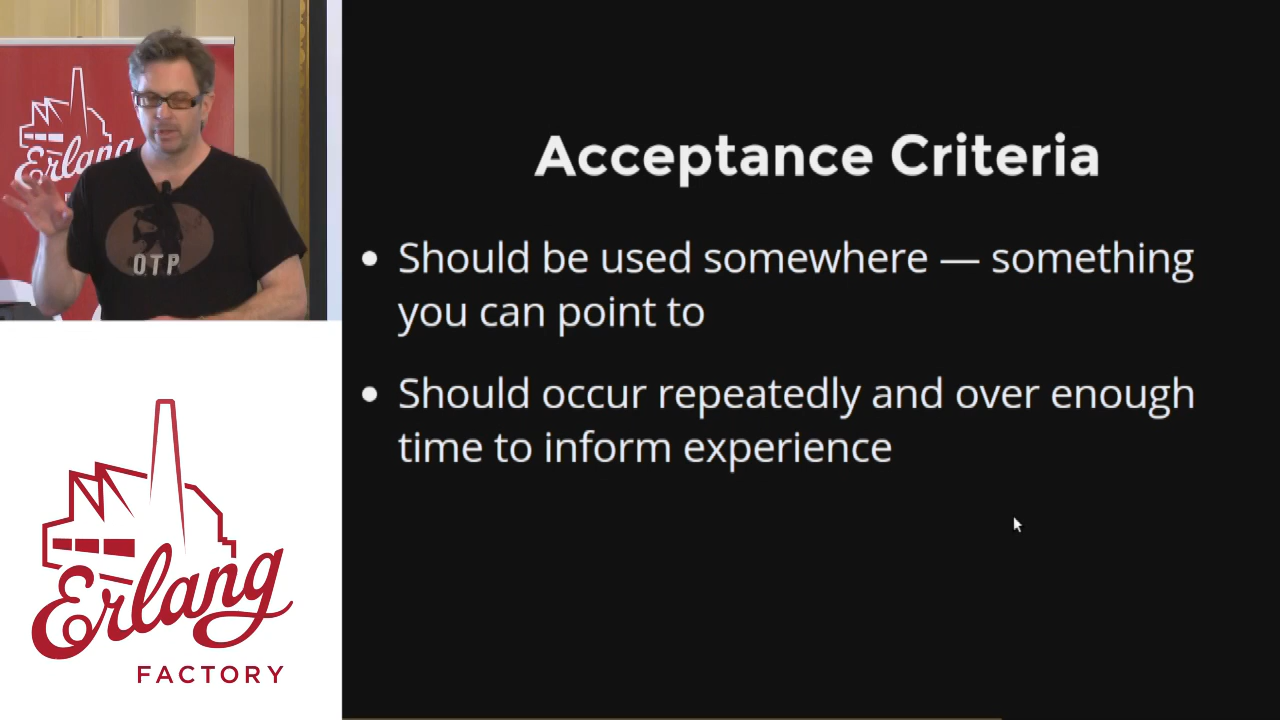 Erlang
OTP
Acceptance Criteria
• Should be used somewhere — something
you can point to
• Should occur repeatedly and over enough
time to inform experience
Erlang
FACTORY